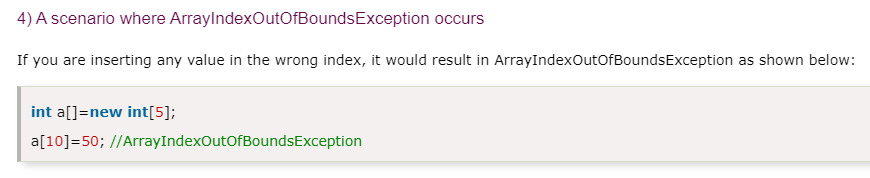 4) A scenario where ArrayIndexOutOfBoundsException occurs
If you are inserting any value in the wrong index, it would result in ArrayIndexOutOfBoundsException as shown below:
int a[]=new int[5];
a[10]=50; //ArrayIndexOutOfBoundsException